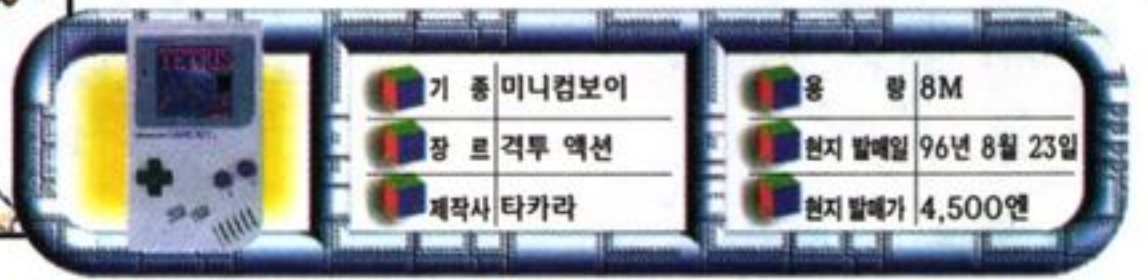 TETRIS
기 종 미니컴보이
장 르 격투 액션
제작사 타카라
용 량 8M
현지 발매일 96년 8월 23일
현지 발매가 4,500엔